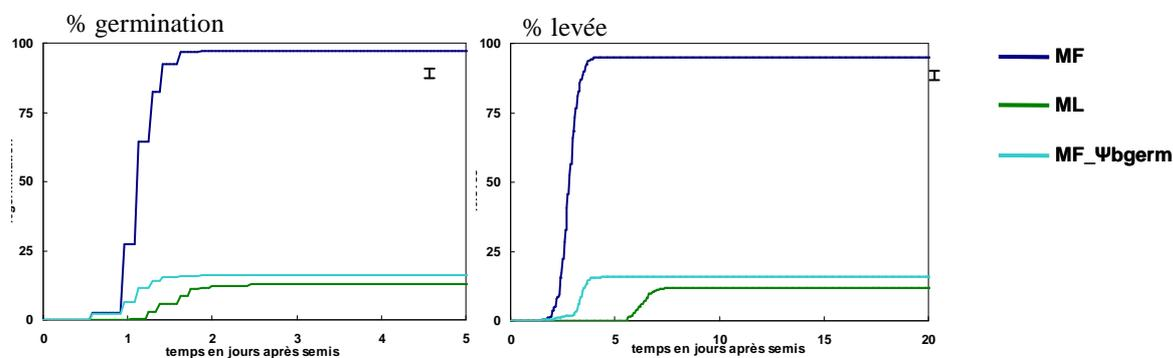 % germination
100
75
50
25
0
0 1 2 3 4 5
temps en jours après semis
% levée
100
75
50
25
0
0 5 10 15 20
temps en jours après semis
MF
ML
MF_Ψbgerm